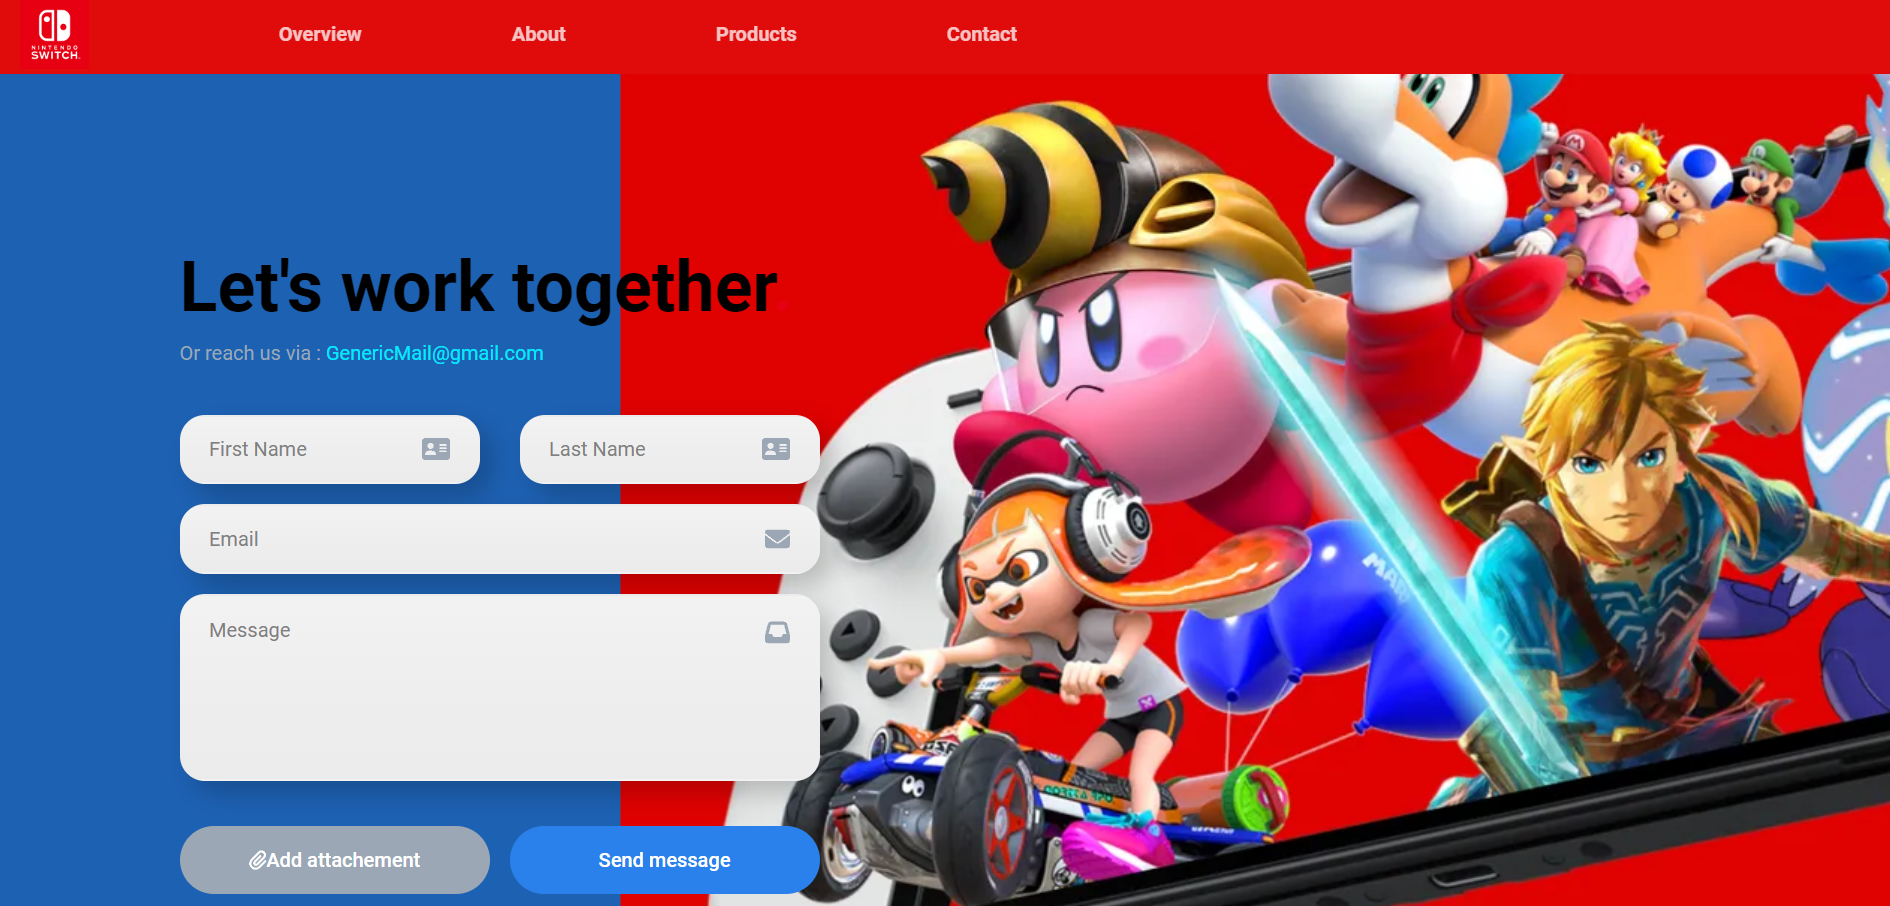 NINTENDO
SWITCH
Overview
About
Products
Contact
Let's work together.
Or reach us via : GenericMail@gmail.com
First Name
Last Name
Email
Message
Add attachement
Send message